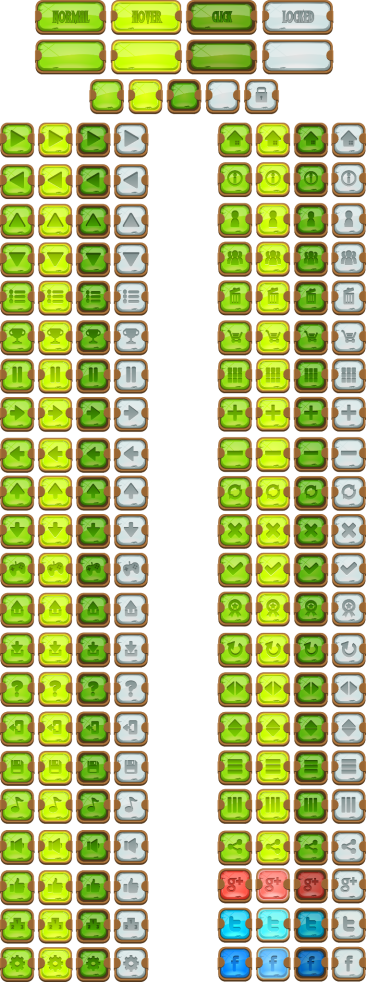 NORMAL HOVER CLICK LOCKED
? ? ? ?
g+ g+ g+ g+
t t t t
f f f f